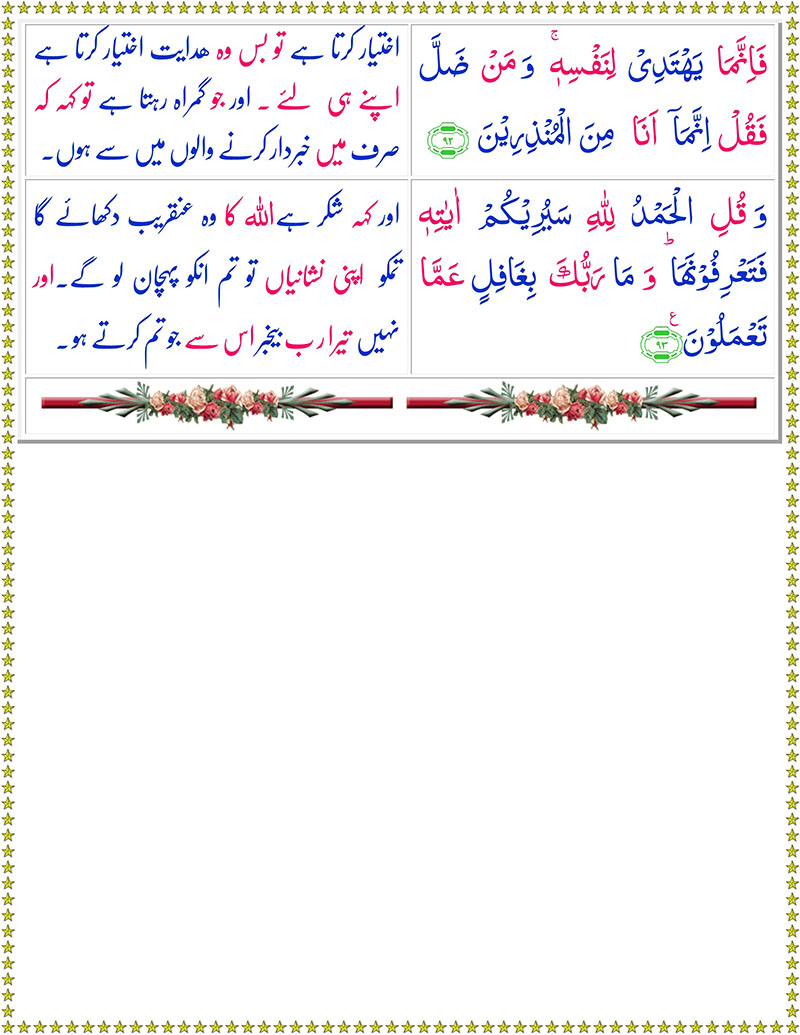 فَاِنَّمَا یَهْتَدِیْ لِنَفْسِهٖۚ وَ مَنْ ضَلَّ
فَقُلْ اِنَّمَاۤ اَنَا مِنَ الْمُنْذِرِیْنَ ۹۲
اختیار کرتا ہے تو بس وہ ھدایت اختیار کرتا ہے
اپنے ہی لئے ۔ اور جو گمراہ رہتا ہے تو کہہ کہ
صرف میں خبردار کرنے والوں میں سے ہوں۔
وَ قُلِ الْحَمْدُ لِلّٰهِ سَیُرِیْكُمْ اٰیٰتِهٖ
فَتَعْرِفُوْنَهَاؕ وَ مَا رَبُّكَ بِغَافِلٍ عَمَّا
تَعْمَلُوْنَ ۹۳ ع
اور کہہ شکر ہے اللہ کا وہ عنقریب دکھائے گا
تمکو اپنی نشانیاں تو تم انکو پہچان لو گے۔ اور
نہیں تیرا رب بیخبر اس سے جو تم کرتے ہو۔